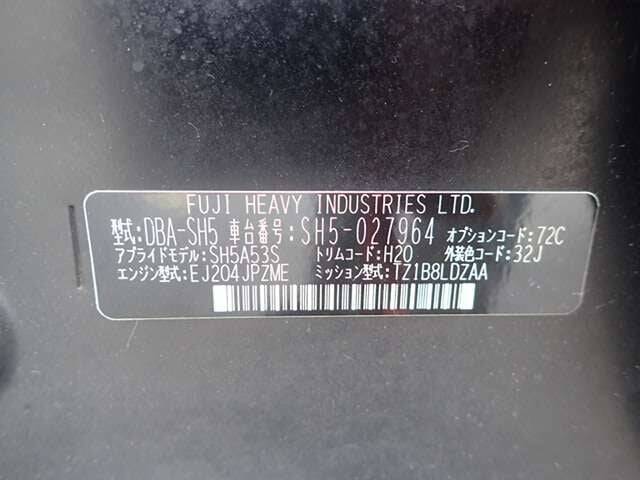 FUJI HEAVY INDUSTRIES LTD.
型式:DBA-SH5 車台番号:SH5-027964 オプションコード:72C
アプライドモデル:SH5A53S トリムコード:H20 外装色コード:32J
エンジン型式:EJ204JPZME ミッション型式:TZ1B8LDZAA